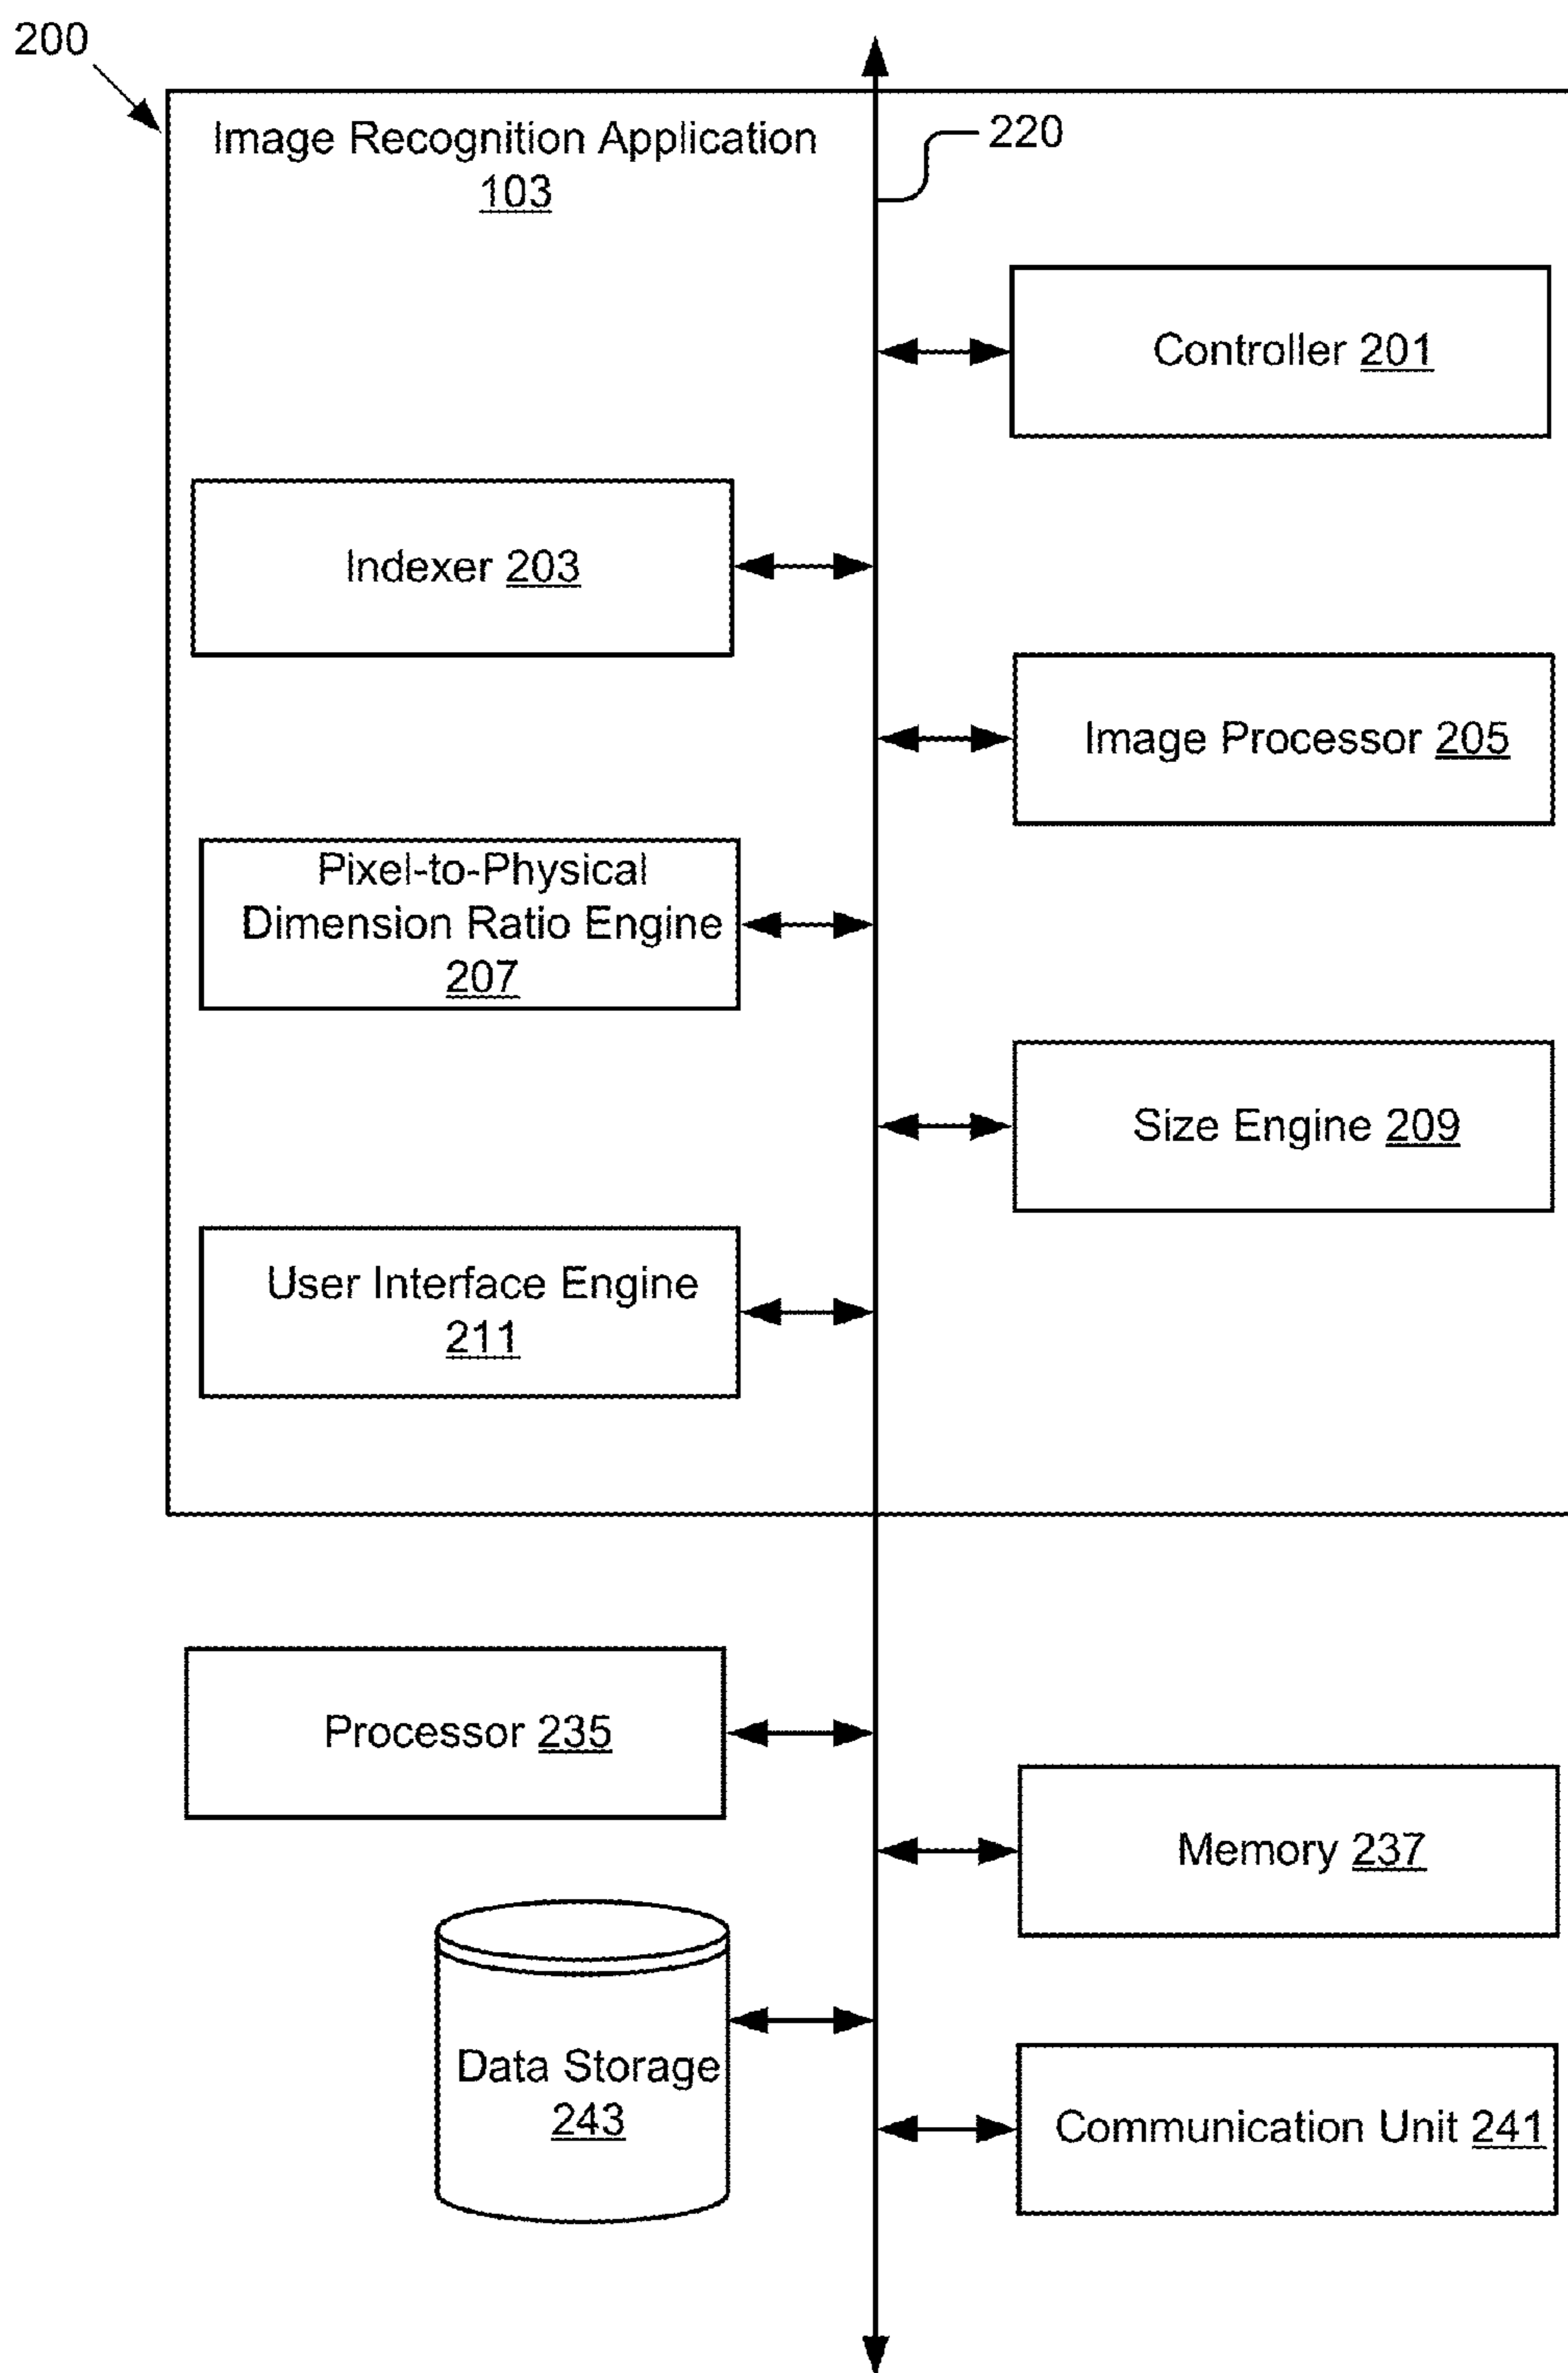 200
Image Recognition Application
103
220
Controller 201
Indexer 203
Image Processor 205
Pixel-to-Physical
Dimension Ratio Engine
207
Size Engine 209
User Interface Engine
211
Processor 235
Memory 237
Data Storage
243
Communication Unit 241